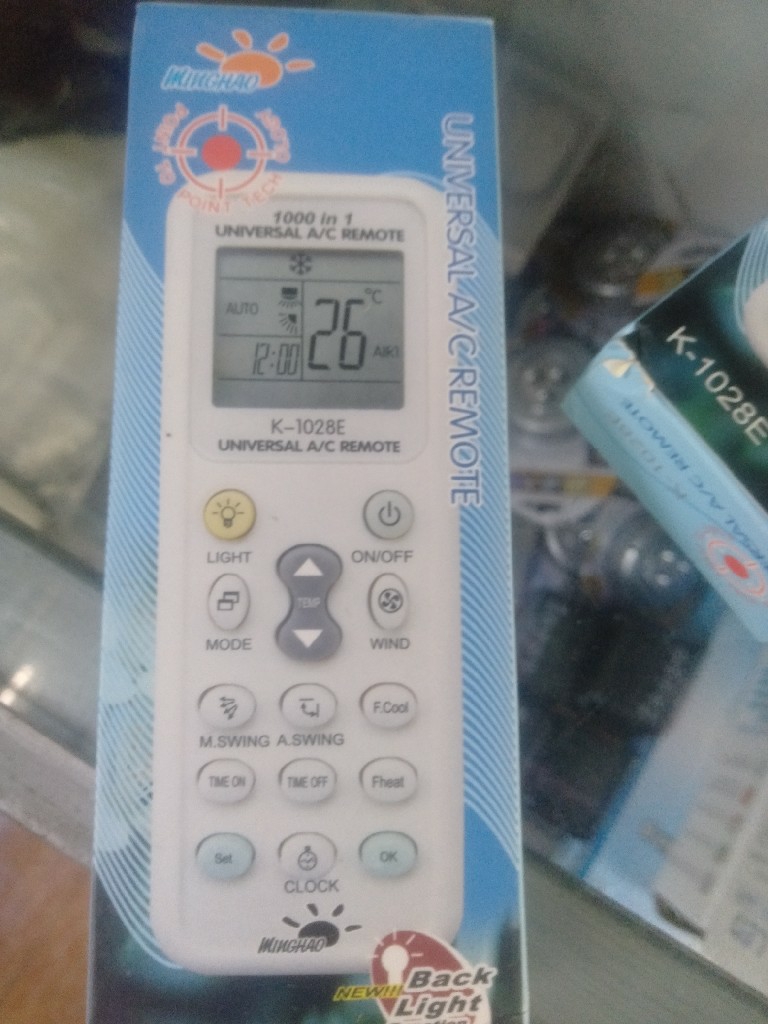 MINGHAO
POINT TECH
1000 in 1
UNIVERSAL A/C REMOTE
UNIVERSAL A/C REMOTE
AUTO
26 °C
12:00
AIR1
K-1028E
UNIVERSAL A/C REMOTE
LIGHT
ON/OFF
TEMP
MODE
WIND
F.Cool
M.SWING A.SWING
TIME ON
TIME OFF
Fheat
Set
OK
CLOCK
MINGHAO
NEW!!! Back
Light
K-1028E
K-1028E
A/C REMOTE